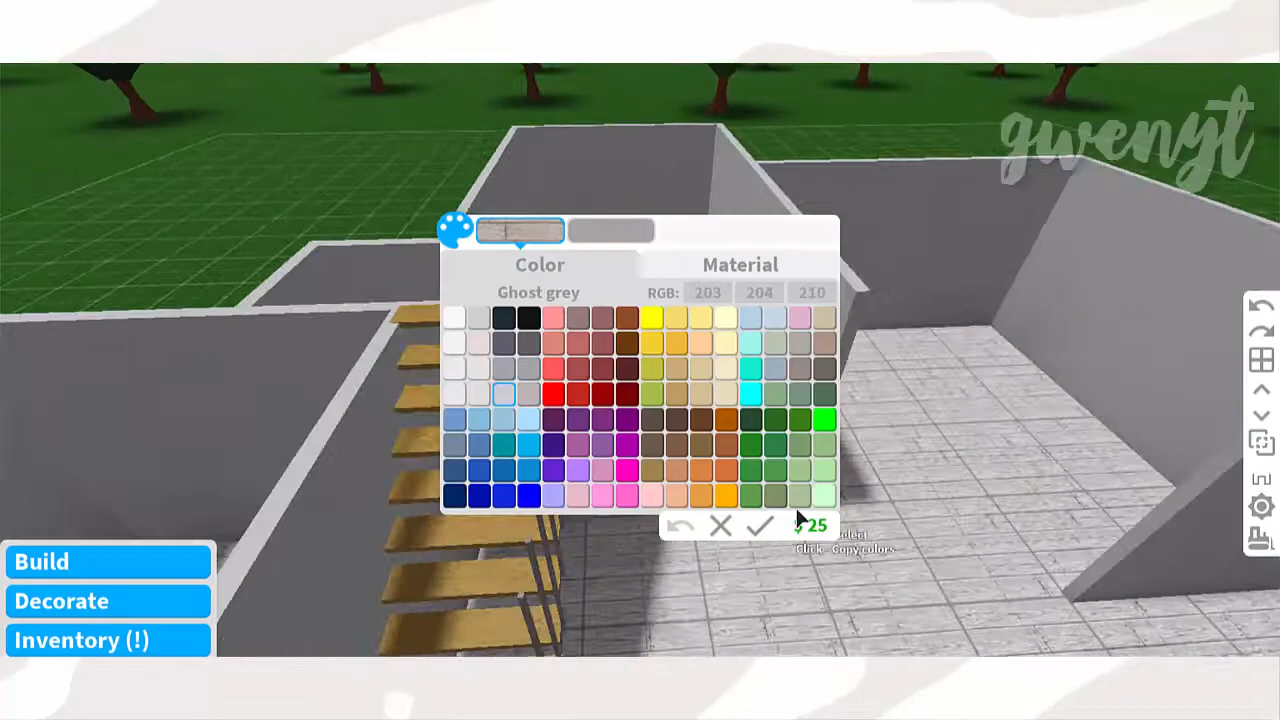 gwenyt
Color
Material
Ghost grey
RGB: 203 204 210
$ 25
Click - Copy colors
Build
Decorate
Inventory (!)